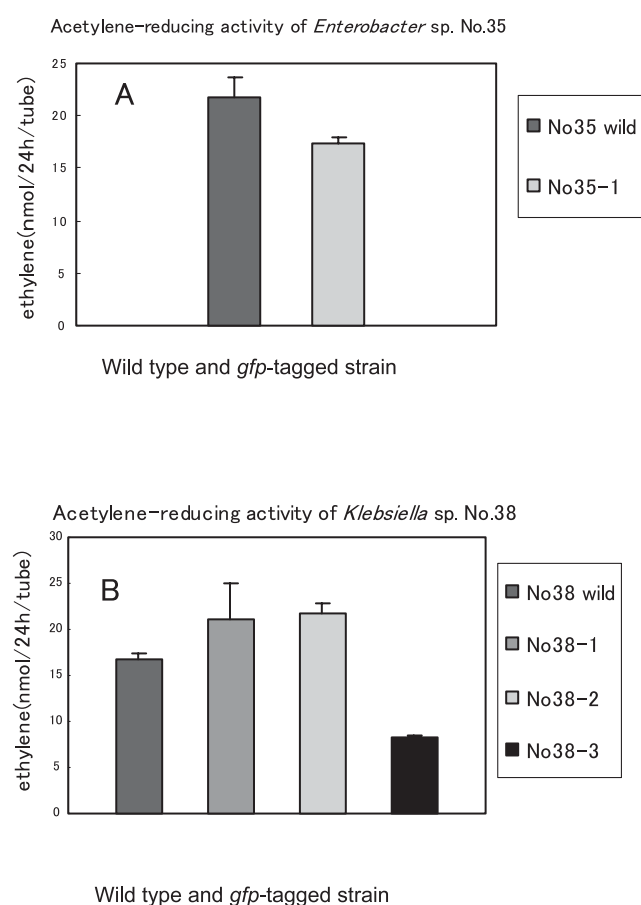 Acetylene-reducing activity of Enterobacter sp. No.35
ethylene(nmol/24h/tube)
25
20
15
10
5
0
A
No35 wild
No35-1
Wild type and gfp-tagged strain
Acetylene-reducing activity of Klebsiella sp. No.38
ethylene(nmol/24h/tube)
30
25
20
15
10
5
0
B
No38 wild
No38-1
No38-2
No38-3
Wild type and gfp-tagged strain